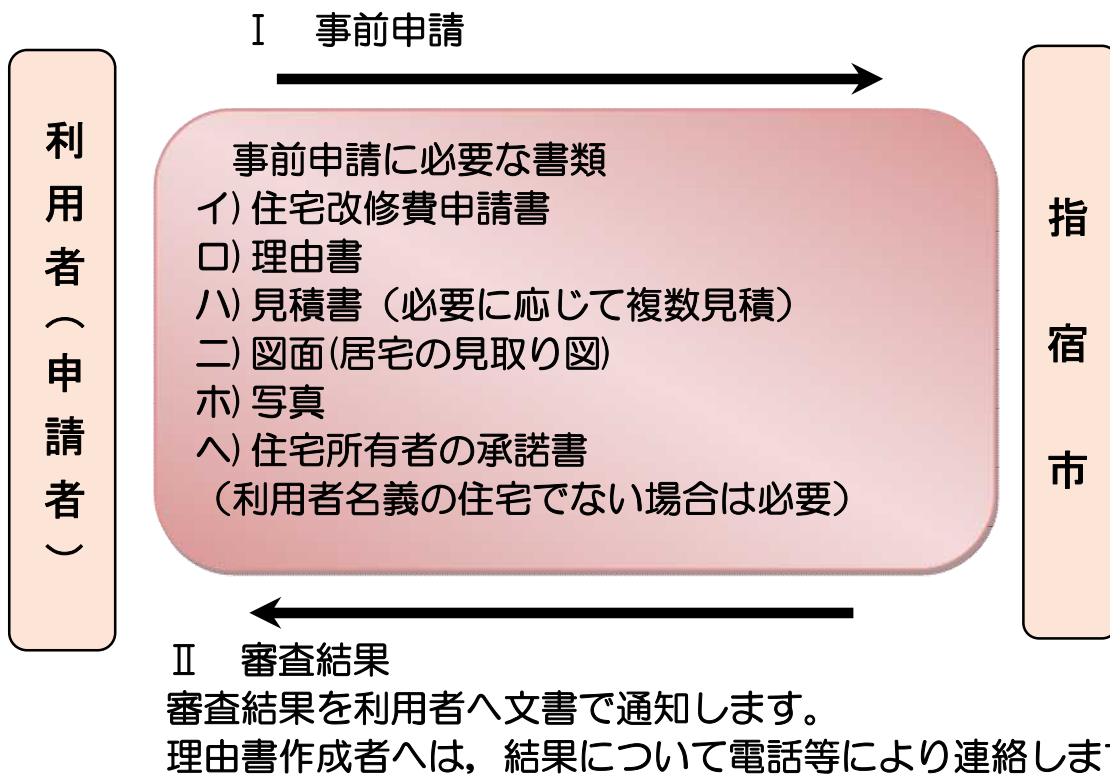 Ⅰ　事前申請
利用者（申請者）
事前申請に必要な書類
イ) 住宅改修費申請書
ロ) 理由書
ハ) 見積書（必要に応じて複数見積）
ニ) 図面(居宅の見取り図)
ホ) 写真
ヘ) 住宅所有者の承諾書
（利用者名義の住宅でない場合は必要）
指宿市
Ⅱ　審査結果
審査結果を利用者へ文書で通知します。
理由書作成者へは，結果について電話等により連絡しま